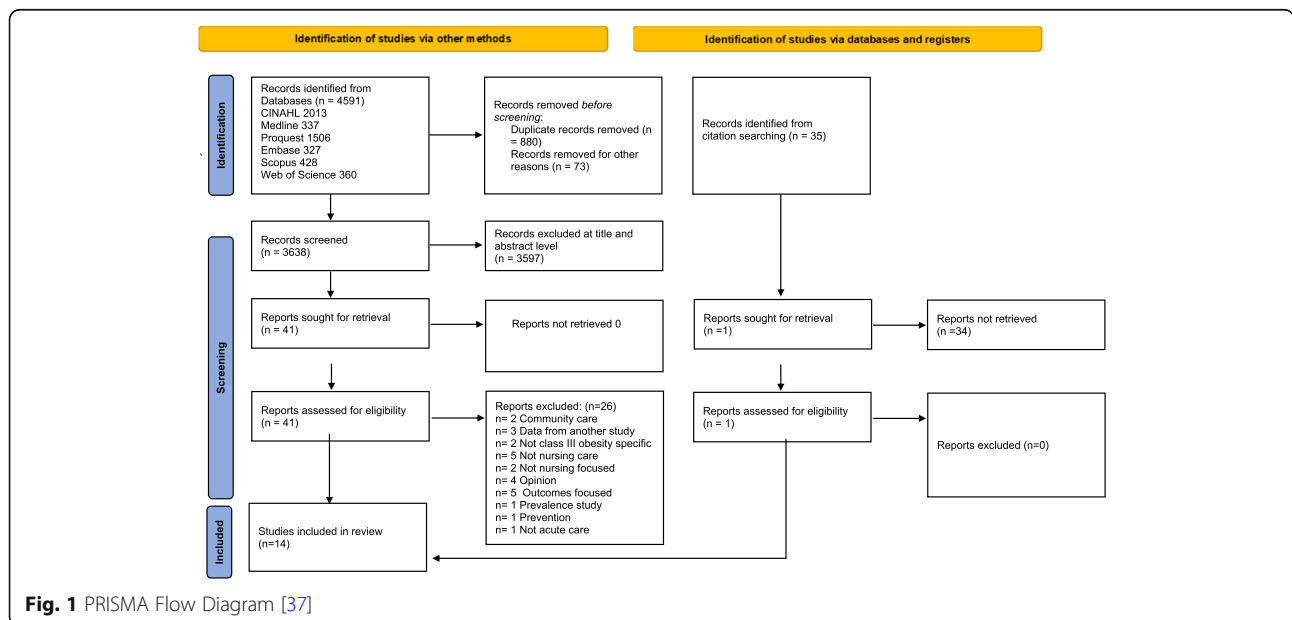 Identification of studies via other methods
Identification of studies via databases and registers
Identification
Records identified from
Databases (n = 4591)
CINAHL 2013
Medline 337
Proquest 1506
Embase 327
Scopus 428
Web of Science 360
Records removed before
screening:
Duplicate records removed (n
= 880)
Records removed for other
reasons (n = 73)
Records identified from
citation searching (n = 35)
Screening
Records screened
(n = 3638)
Records excluded at title and
abstract level
(n = 3597)
Reports sought for retrieval
(n = 41)
Reports not retrieved 0
Reports sought for retrieval
(n =1)
Reports not retrieved
(n =34)
Reports assessed for eligibility
(n = 41)
Reports excluded: (n=26)
n= 2 Community care
n= 3 Data from another study
n= 2 Not class III obesity specific
n= 5 Not nursing care
n= 2 Not nursing focused
n= 4 Opinion
n= 5 Outcomes focused
n= 1 Prevalence study
n= 1 Prevention
n= 1 Not acute care
Reports assessed for eligibility
(n = 1)
Reports excluded (n=0)
Included
Studies included in review
(n=14)
Fig. 1 PRISMA Flow Diagram [37]